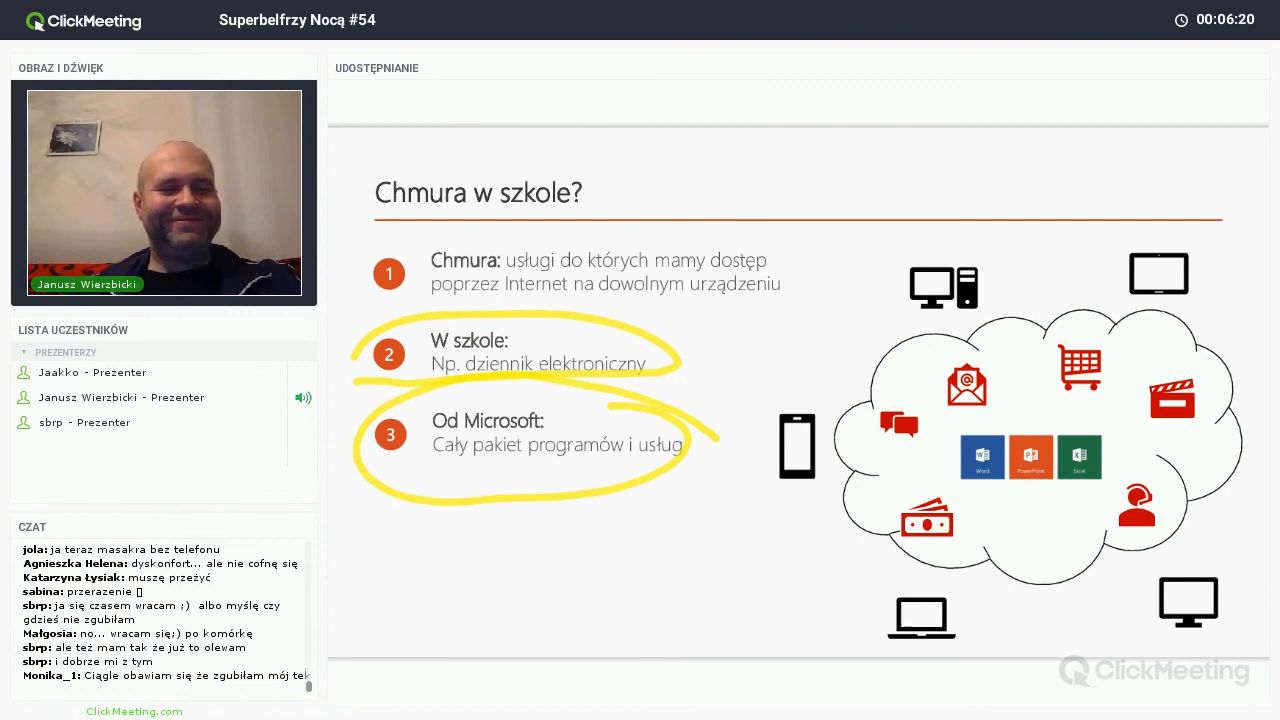 ClickMeeting
Superbelfrzy Nocą #54
00:06:20
OBRAZ I DŹWIĘK
Janusz Wierzbicki
LISTA UCZESTNIKÓW
PREZENTERZY
Jaakko - Prezenter
Janusz Wierzbicki - Prezenter
sbrp - Prezenter
CZAT
jola: ja teraz masakra bez telefonu
Agnieszka Helena: dyskonfort... ale nie cofnę się
Katarzyna Łysiak: muszę przeżyć
sabina: przerazenie []
sbrp: ja się czasem wracam ;) albo myślę czy
gdzieś nie zgubiłam
Małgosia: no... wracam się;) po komórkę
sbrp: ale też mam tak że już to olewam
sbrp: i dobrze mi z tym
Monika_1: Ciągle obawiam się że zgubiłam mój tek
ClickMeeting.com
UDOSTĘPNIANIE
Chmura w szkole?
1
Chmura: usługi do których mamy dostęp
poprzez Internet na dowolnym urządzeniu
2
W szkole:
Np. dziennik elektroniczny
3
Od Microsoft:
Cały pakiet programów i usług
@
Word
PowerPoint
Excel
ClickMeeting